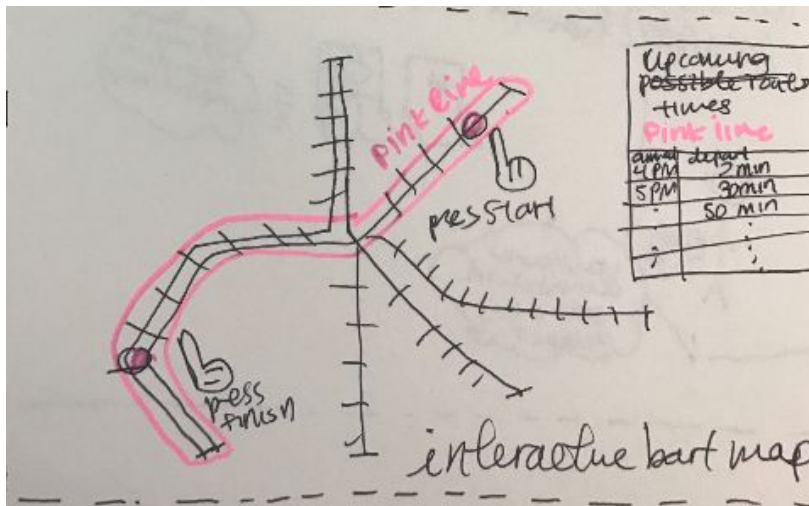 pink line
press start
press
finish
interactive bart map
upcoming
possible route
times
pink line
arrival depart
4PM 2min
5PM 30min
50 min